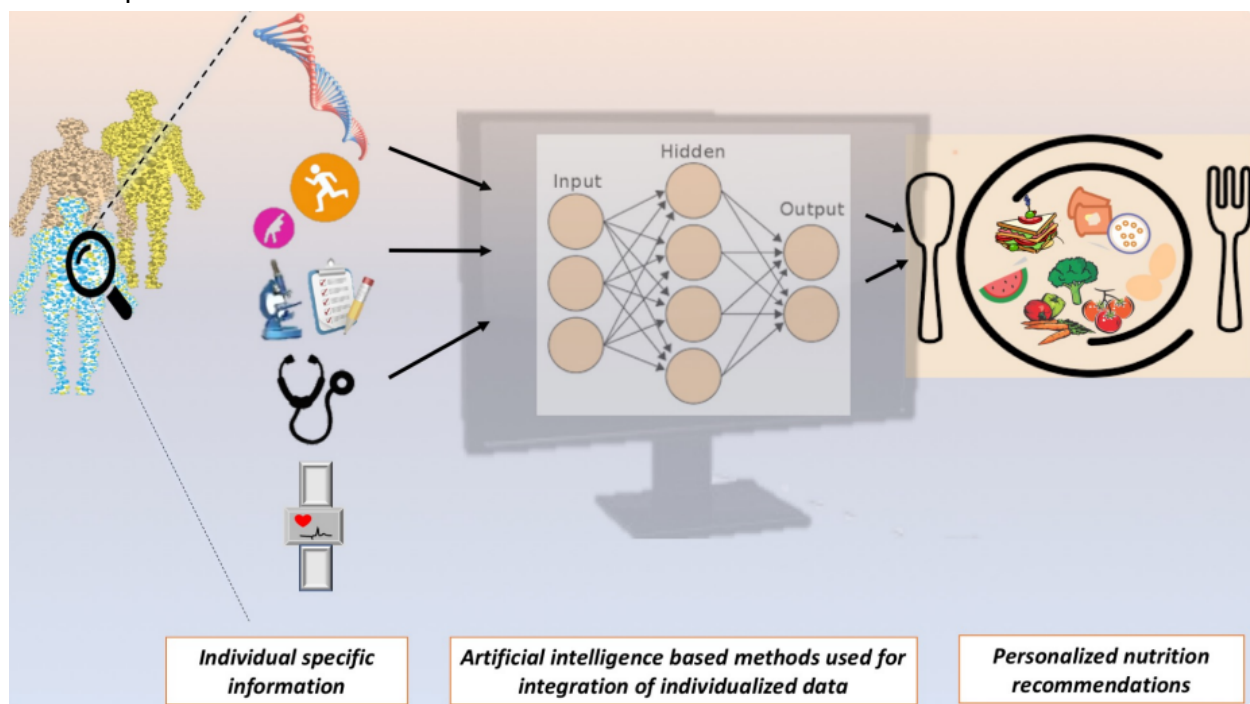 Hidden
Input
Output
Individual specific
information
Artificial intelligence based methods used for
integration of individualized data
Personalized nutrition
recommendations